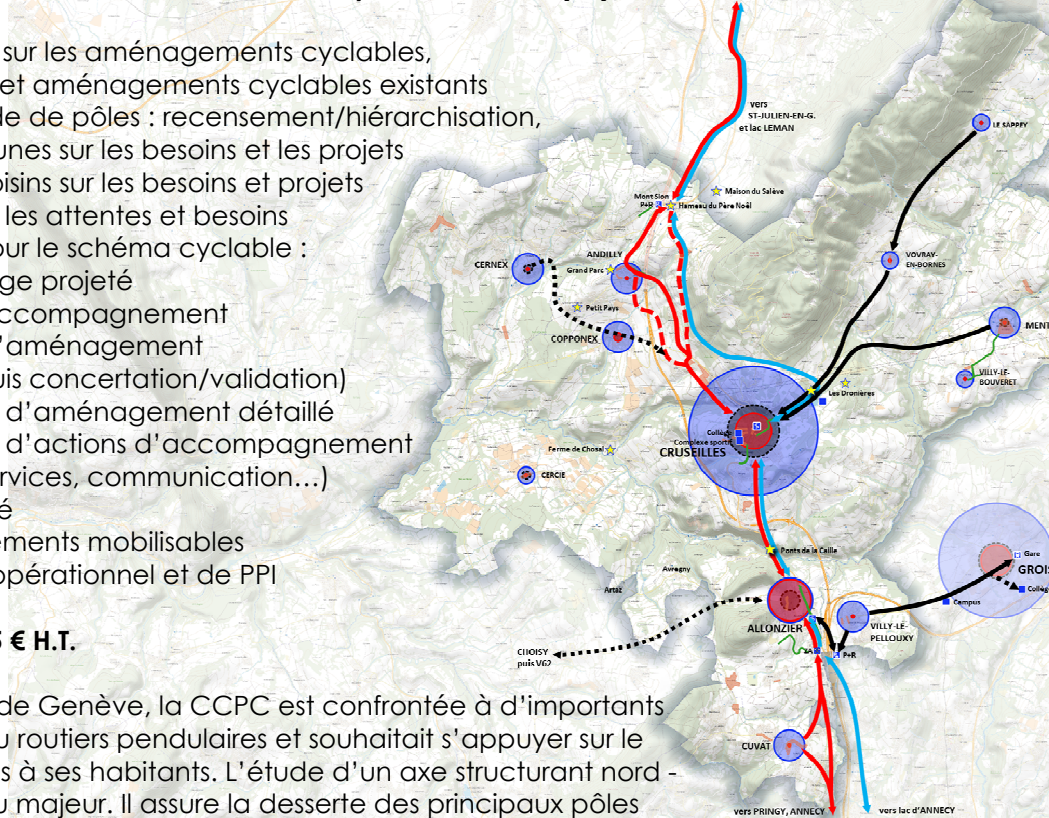 sur les aménagements cyclables,
et aménagements cyclables existants
de de pôles : recensement/hiérarchisation,
unes sur les besoins et les projets
oisins sur les besoins et projets
les attentes et besoins
our le schéma cyclable :
ge projeté
ccompagnement
'aménagement
uis concertation/validation)
d'aménagement détaillé
d'actions d'accompagnement
rvices, communication...)
é
ements mobilisables
opérationnel et de PPI
5 € H.T.
de Genève, la CCPC est confrontée à d'importants
u routiers pendulaires et souhaitait s'appuyer sur le
s à ses habitants. L'étude d'un axe structurant nord -
u majeur. Il assure la desserte des principaux pôles
vers
ST-JULIEN-EN-G.
et lac LEMAN
LE SAPPEY
Maison du Salève
Mont Sion
P+R
Hameau du Père Noël
ANDILLY
Grand Parc
CERNEX
VOVRAY-
EN-BORNES
Petit Pays
COPPONEX
MENT
VILLY-LE-
BOUVERET
Les Dronières
Collège
Complexe sportif
CRUSEILLES
Ferme de Chosal
CERCIE
Ponts de la Caille
Avregny
Artaz
Gare
GROIS
Collèg
Campus
ALLONZIER
VILLY-LE-
PELLOUXY
CHOISY
puis V62
ZA
P+R
CUVAT
vers PRINGY, ANNECY
vers lac d'ANNECY